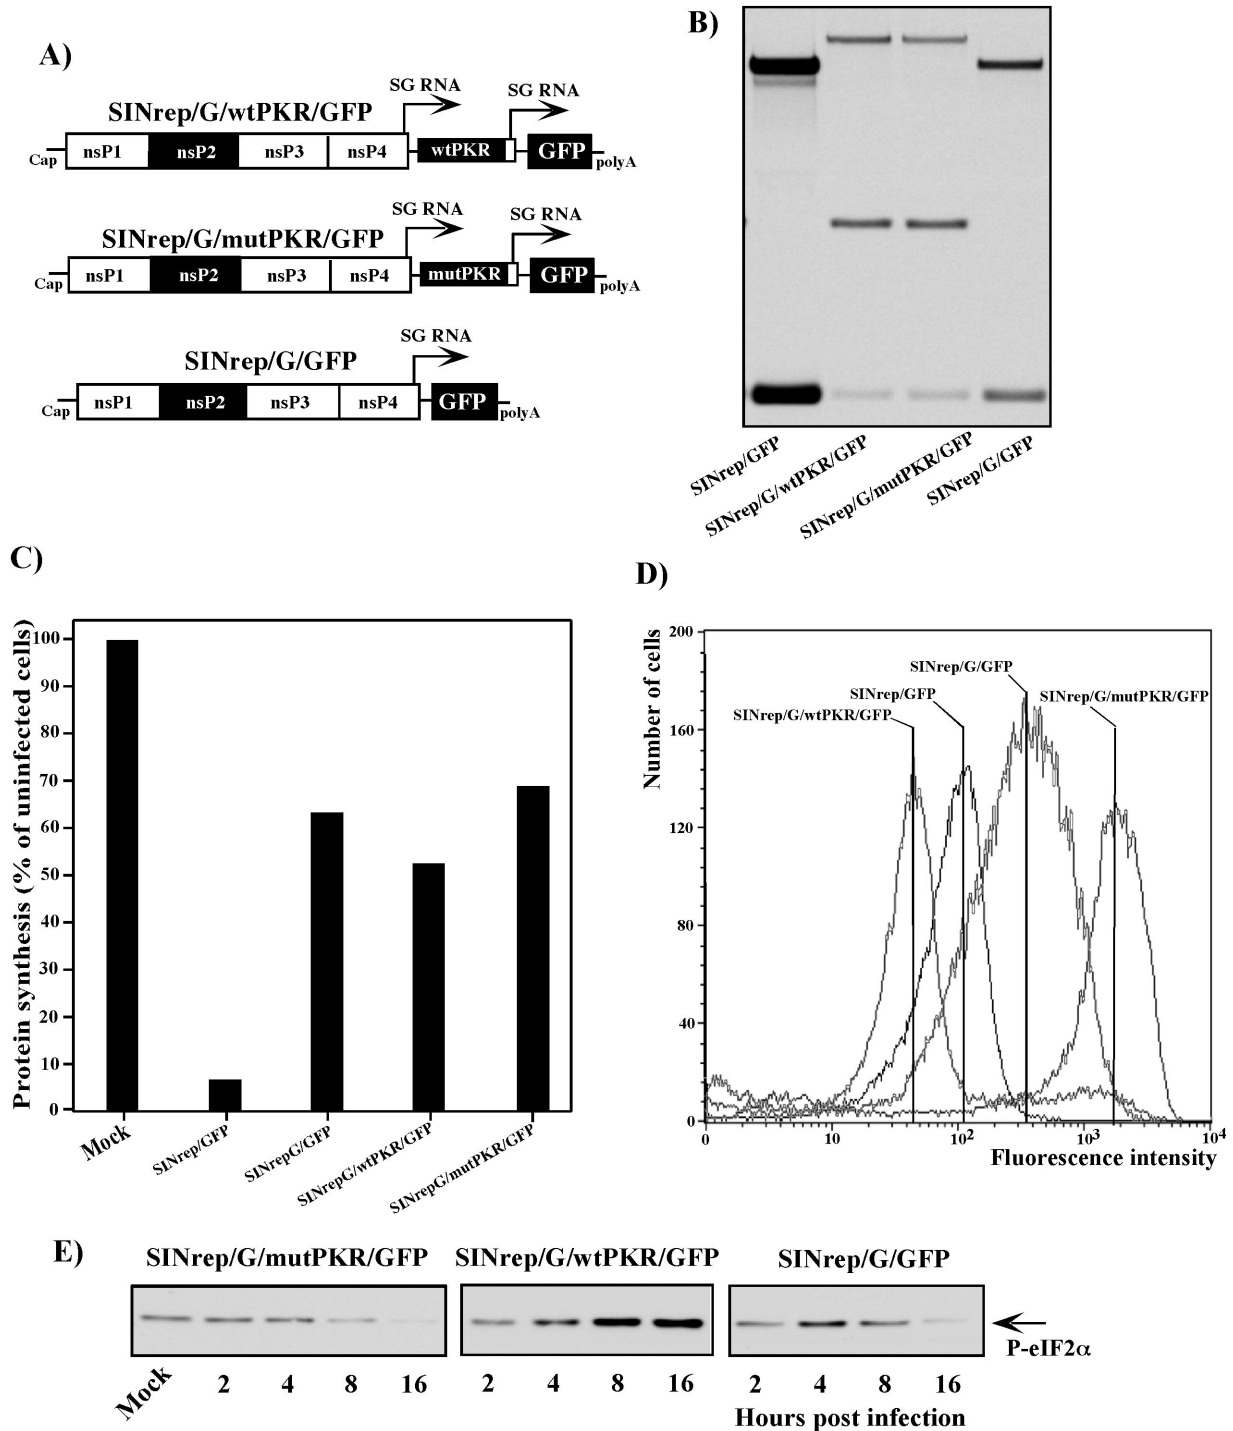 A)
SINrep/G/wtPKR/GFP
SG RNA
SG RNA
Cap
nsP1
nsP2
nsP3
nsP4
wtPKR
GFP
polyA
SINrep/G/mutPKR/GFP
SG RNA
SG RNA
Cap
nsP1
nsP2
nsP3
nsP4
mutPKR
GFP
polyA
SINrep/G/GFP
SG RNA
Cap
nsP1
nsP2
nsP3
nsP4
GFP
polyA
B)
SINrep/GFP
SINrep/G/wtPKR/GFP
SINrep/G/mutPKR/GFP
SINrep/G/GFP
C)
Protein synthesis (% of uninfected cells)
100
90
80
70
60
50
40
30
20
10
0
Mock
SINrep/GFP
SINrepG/GFP
SINrepG/wtPKR/GFP
SINrepG/mutPKR/GFP
D)
Number of cells
200
160
120
80
40
0
SINrep/G/GFP
SINrep/GFP
SINrep/G/mutPKR/GFP
SINrep/G/wtPKR/GFP
0
10
10²
10³
10⁴
Fluorescence intensity
E)
SINrep/G/mutPKR/GFP
SINrep/G/wtPKR/GFP
SINrep/G/GFP
P-eIF2α
Mock
2
4
8
16
2
4
8
16
2
4
8
16
Hours post infection